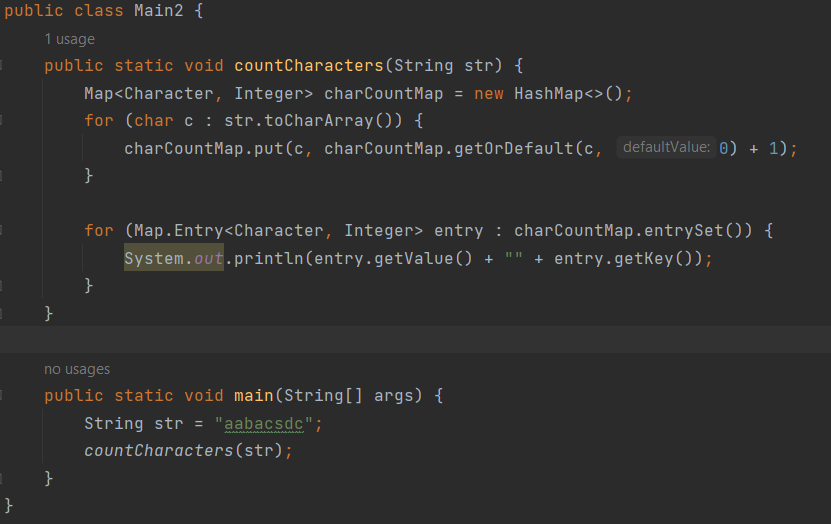 public class Main2 {
1 usage
public static void countCharacters(String str) {
Map<Character, Integer> charCountMap = new HashMap<>();
for (char c : str.toCharArray()) {
charCountMap.put(c, charCountMap.getOrDefault(c, defaultValue: 0) + 1);
}
for (Map.Entry<Character, Integer> entry : charCountMap.entrySet()) {
System.out.println(entry.getValue() + "" + entry.getKey());
}
}
no usages
public static void main(String[] args) {
String str = "aabacsdc";
countCharacters(str);
}
}